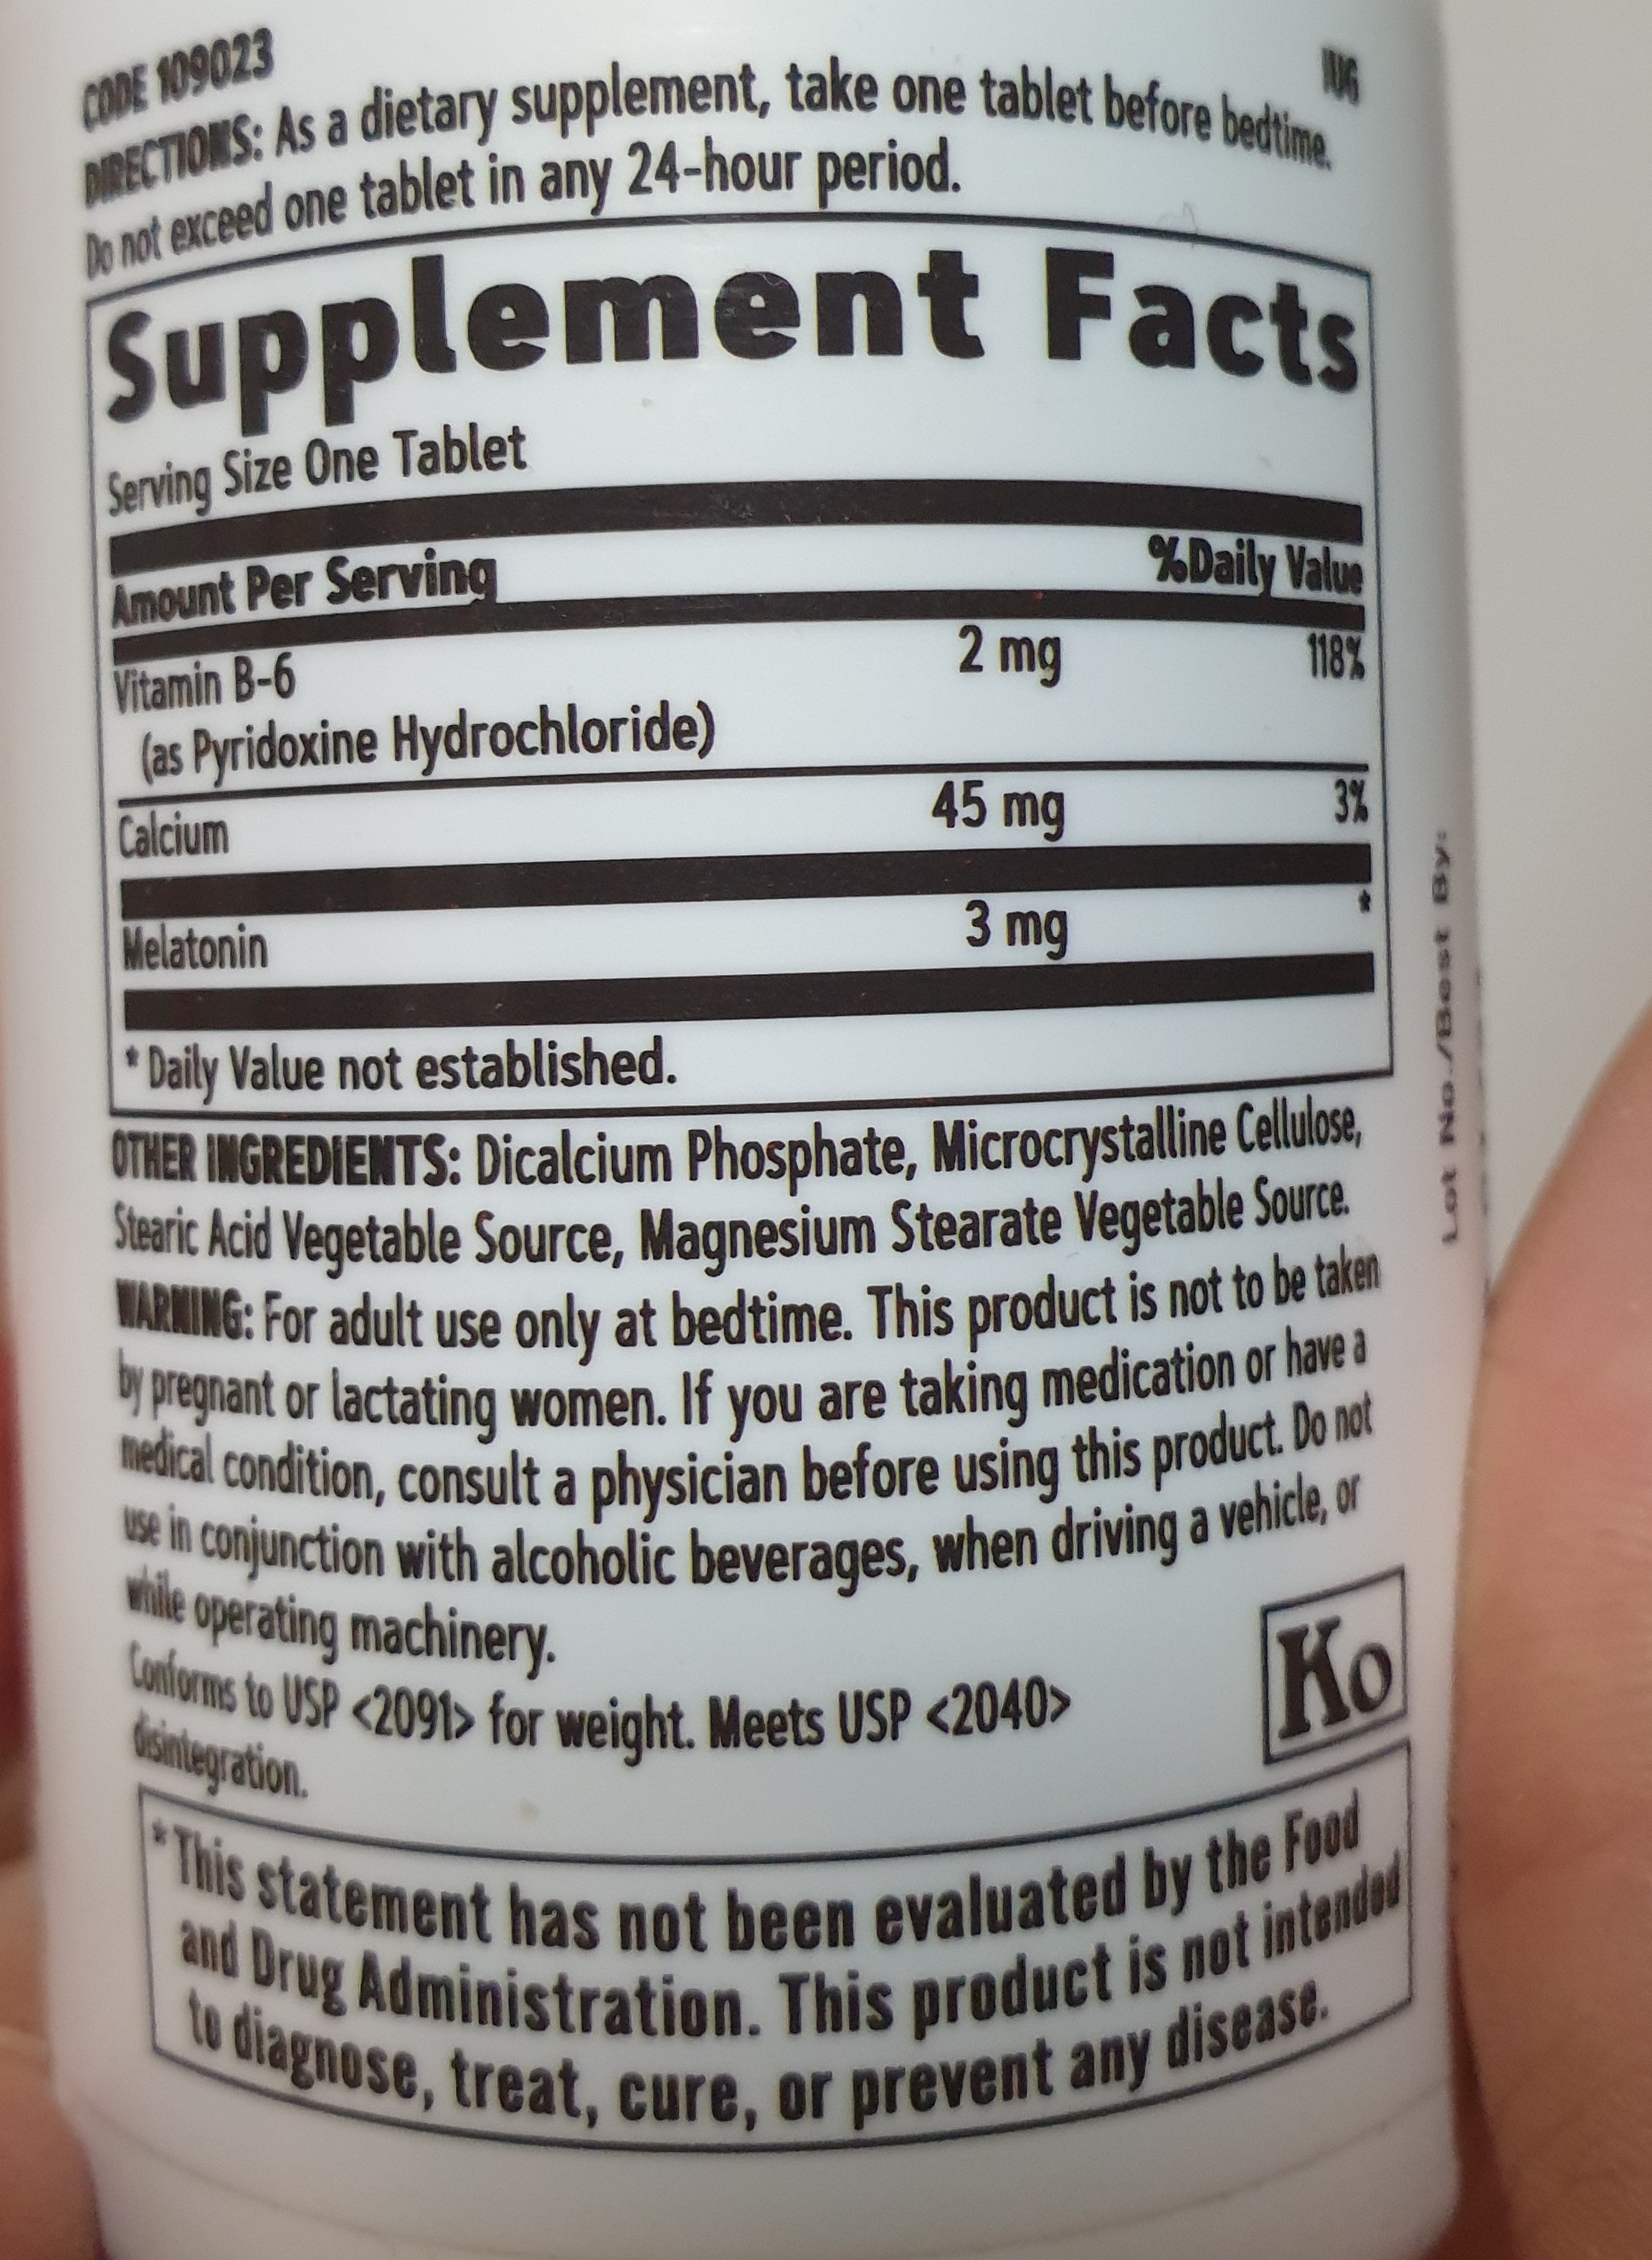 CODE 109023
IUG
DIRECTIONS: As a dietary supplement, take one tablet before bedtime.
Do not exceed one tablet in any 24-hour period.
Supplement Facts
Serving Size One Tablet
Amount Per Serving %Daily Value
Vitamin B-6 2 mg 118%
(as Pyridoxine Hydrochloride)
Calcium 45 mg 3%
Melatonin 3 mg *
* Daily Value not established.
OTHER INGREDIENTS: Dicalcium Phosphate, Microcrystalline Cellulose,
Stearic Acid Vegetable Source, Magnesium Stearate Vegetable Source.
WARNING: For adult use only at bedtime. This product is not to be taken
by pregnant or lactating women. If you are taking medication or have a
medical condition, consult a physician before using this product. Do not
use in conjunction with alcoholic beverages, when driving a vehicle, or
while operating machinery.
Conforms to USP <2091> for weight. Meets USP <2040>
disintegration.
Ko
* This statement has not been evaluated by the Food
and Drug Administration. This product is not intended
to diagnose, treat, cure, or prevent any disease.
Lot No./Best By: